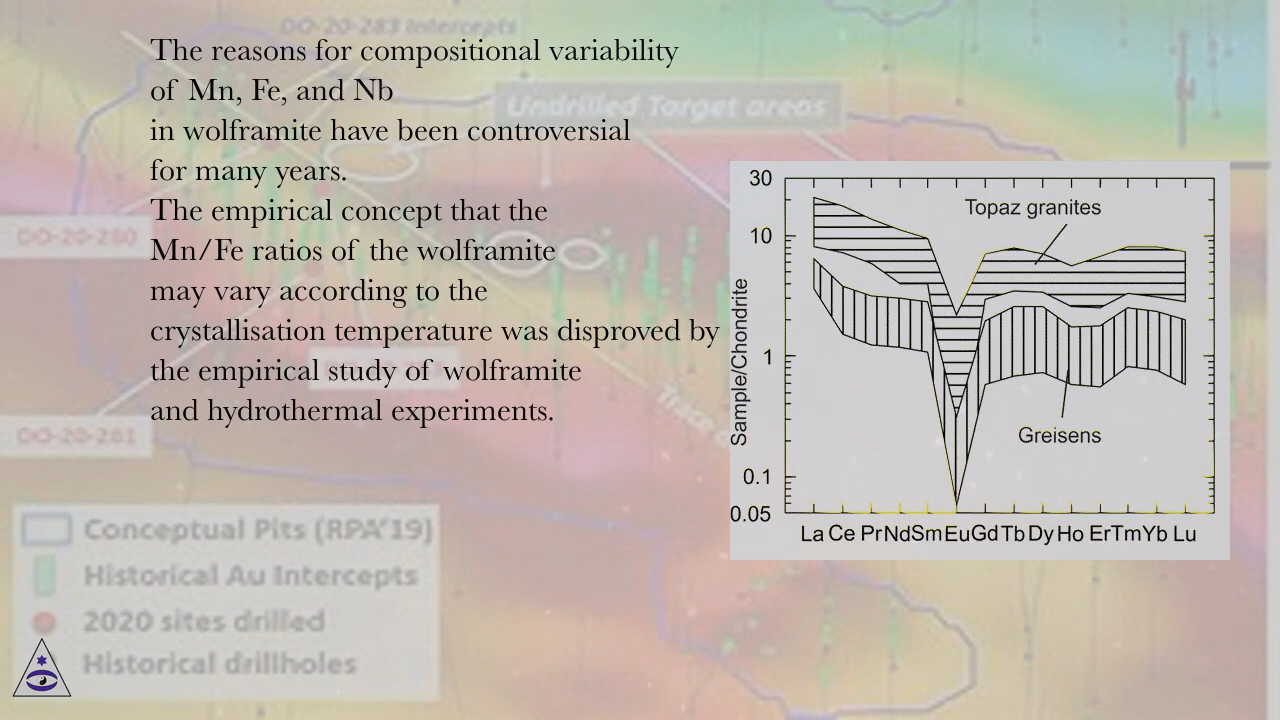 DO-20-283 Intercepts
The reasons for compositional variability
of Mn, Fe, and Nb
in wolframite have been controversial
for many years.
The empirical concept that the
Mn/Fe ratios of the wolframite
may vary according to the
crystallisation temperature was disproved by
the empirical study of wolframite
and hydrothermal experiments.
Undrilled Target areas
DO-20-280
DO-20-281
Trace
Conceptual Pits (RPA'19)
Historical Au Intercepts
2020 sites drilled
Historical drillholes
30
10
1
0.1
0.05
Sample/Chondrite
Topaz granites
Greisens
La Ce Pr Nd Sm Eu Gd Tb Dy Ho Er Tm Yb Lu